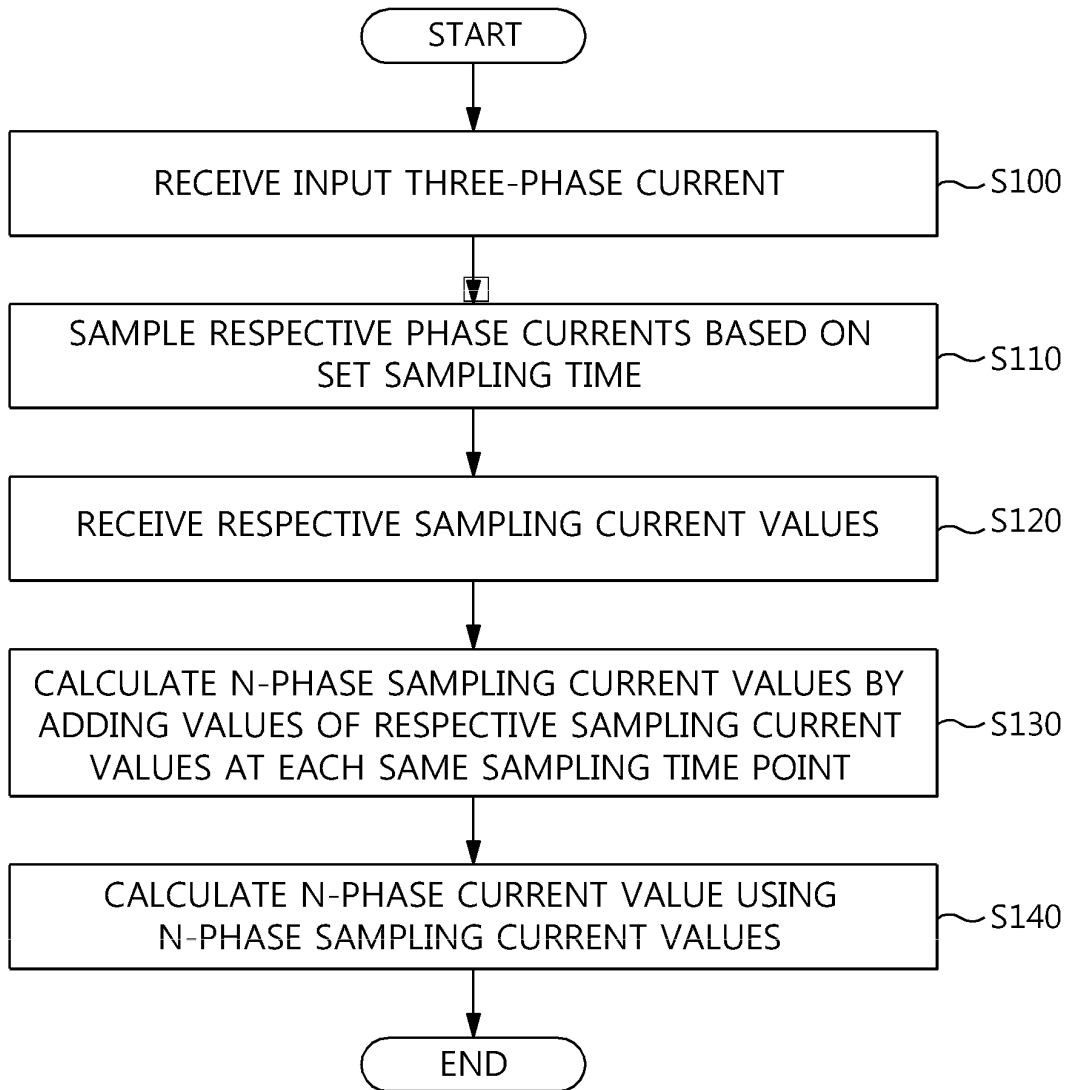 START
RECEIVE INPUT THREE-PHASE CURRENT
S100
SAMPLE RESPECTIVE PHASE CURRENTS BASED ON
SET SAMPLING TIME
S110
RECEIVE RESPECTIVE SAMPLING CURRENT VALUES
S120
CALCULATE N-PHASE SAMPLING CURRENT VALUES BY
ADDING VALUES OF RESPECTIVE SAMPLING CURRENT
VALUES AT EACH SAME SAMPLING TIME POINT
S130
CALCULATE N-PHASE CURRENT VALUE USING
N-PHASE SAMPLING CURRENT VALUES
S140
END